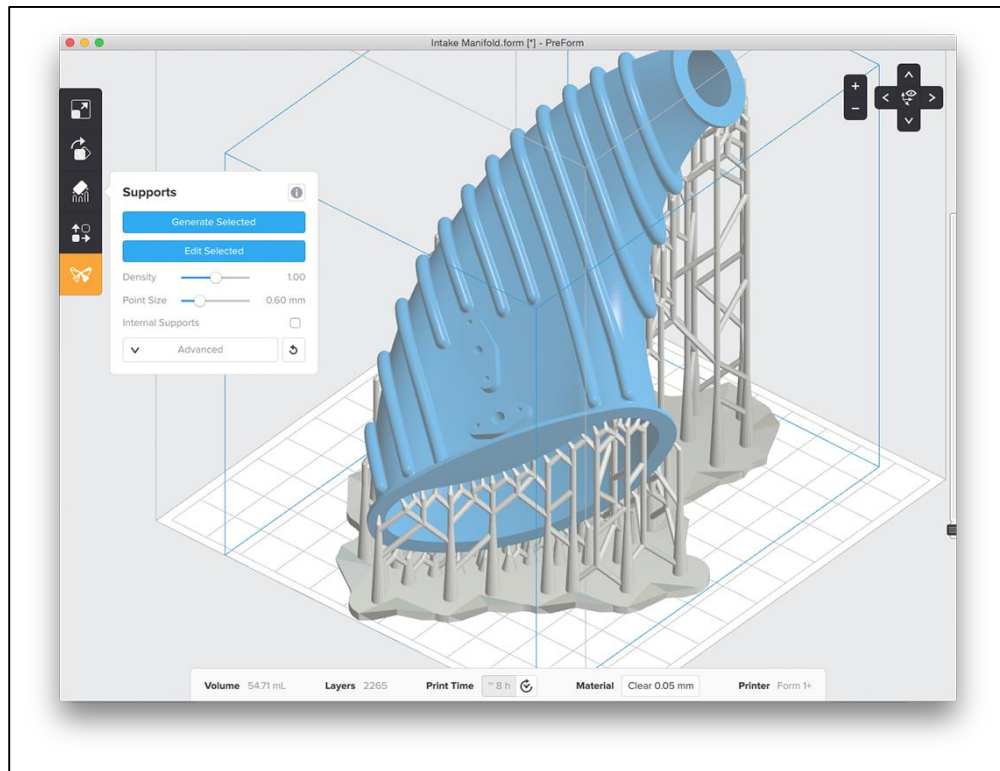 Intake Manifold.form [*] - PreForm
Supports
Generate Selected
Edit Selected
Density 1.00
Point Size 0.60 mm
Internal Supports
Advanced
Volume 54.71 mL Layers 2265 Print Time ~8 h Material Clear 0.05 mm Printer Form 1+